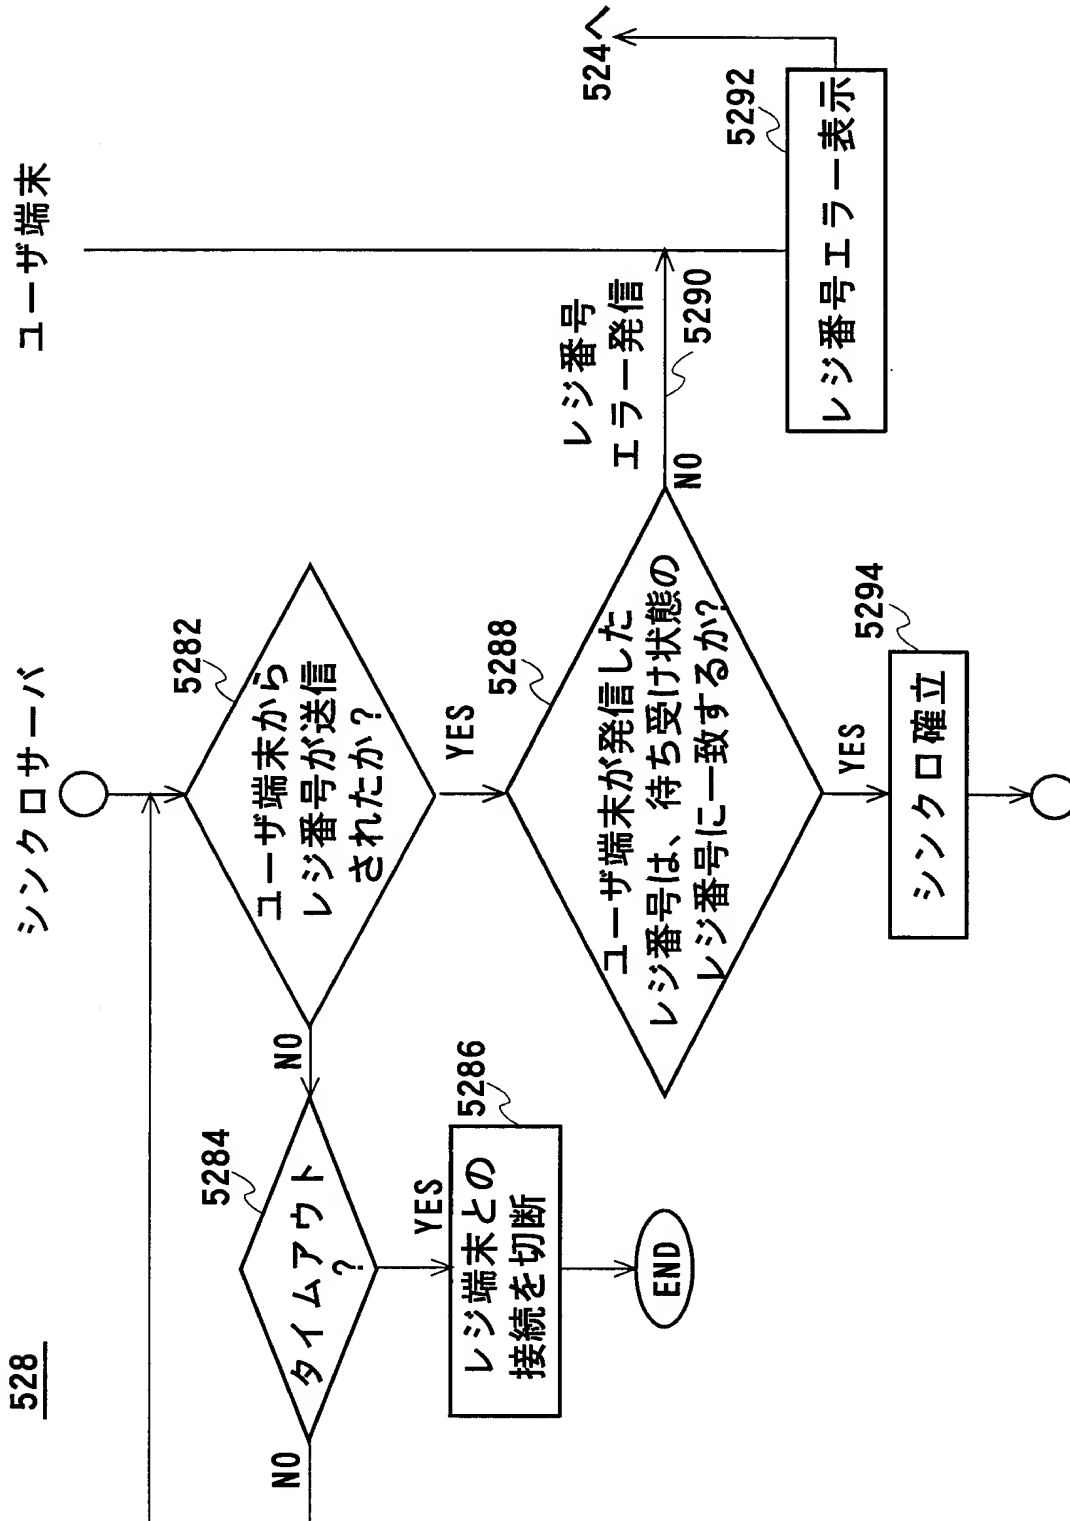 528
シンクロサーバ
ユーザ端末
5282
ユーザ端末から
レジ番号が送信
されたか？
NO
YES
5284
タイムアウト
？
NO
YES
5286
レジ端末との
接続を切断
END
5288
ユーザ端末が発信した
レジ番号は、待ち受け状態の
レジ番号に一致するか？
NO
YES
レジ番号
エラー発信
5290
5292
レジ番号エラー表示
524へ
5294
シンクロ確立